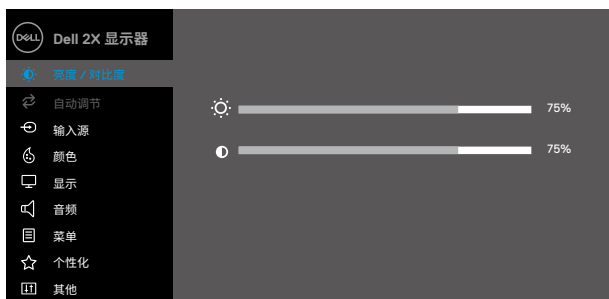 DELL Dell 2X 显示器
亮度 / 对比度
自动调节
75%
输入源
颜色
75%
显示
音频
菜单
个性化
其他